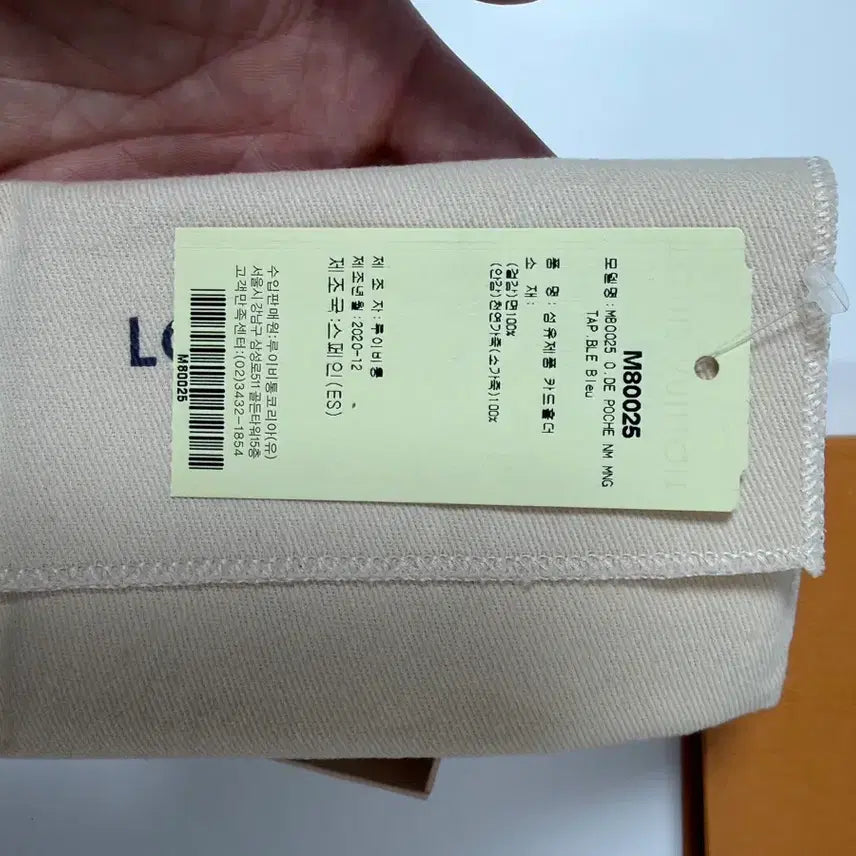 M80025
모델명 : M80025 O.DE POCHE NM MNG
TAP.BLE Bleu
품 명 : 섬유제품 카드홀더
소 재 :
(겉감)면100%
(안감)천연가죽(소가죽)100%
제 조 자 : 루이비통
제조년월 : 2020-12
제조국 : 스페인(ES)
수입판매원:루이비통코리아(유)
서울시 강남구 삼성로511 골든타워15층
고객만족센터:(02)3432-1854
M80025
LO